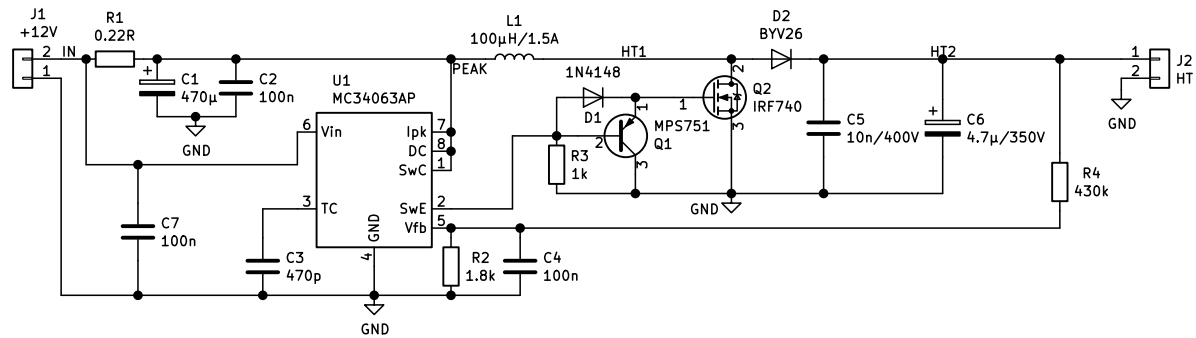 J1
+12V
2
1
IN
R1
0.22R
+
C1
470µ
C2
100n
GND
U1
MC34063AP
6
Vin
Ipk
7
DC
8
SwC
1
3
TC
SwE
2
Vfb
5
GND
4
PEAK
L1
100µH/1.5A
HT1
1N4148
D1
1
2
3
MPS751
Q1
R3
1k
1
2
3
Q2
IRF740
D2
BYV26
GND
C5
10n/400V
HT2
+
C6
4.7µ/350V
1
2
J2
HT
GND
R4
430k
C7
100n
C3
470p
R2
1.8k
C4
100n
GND